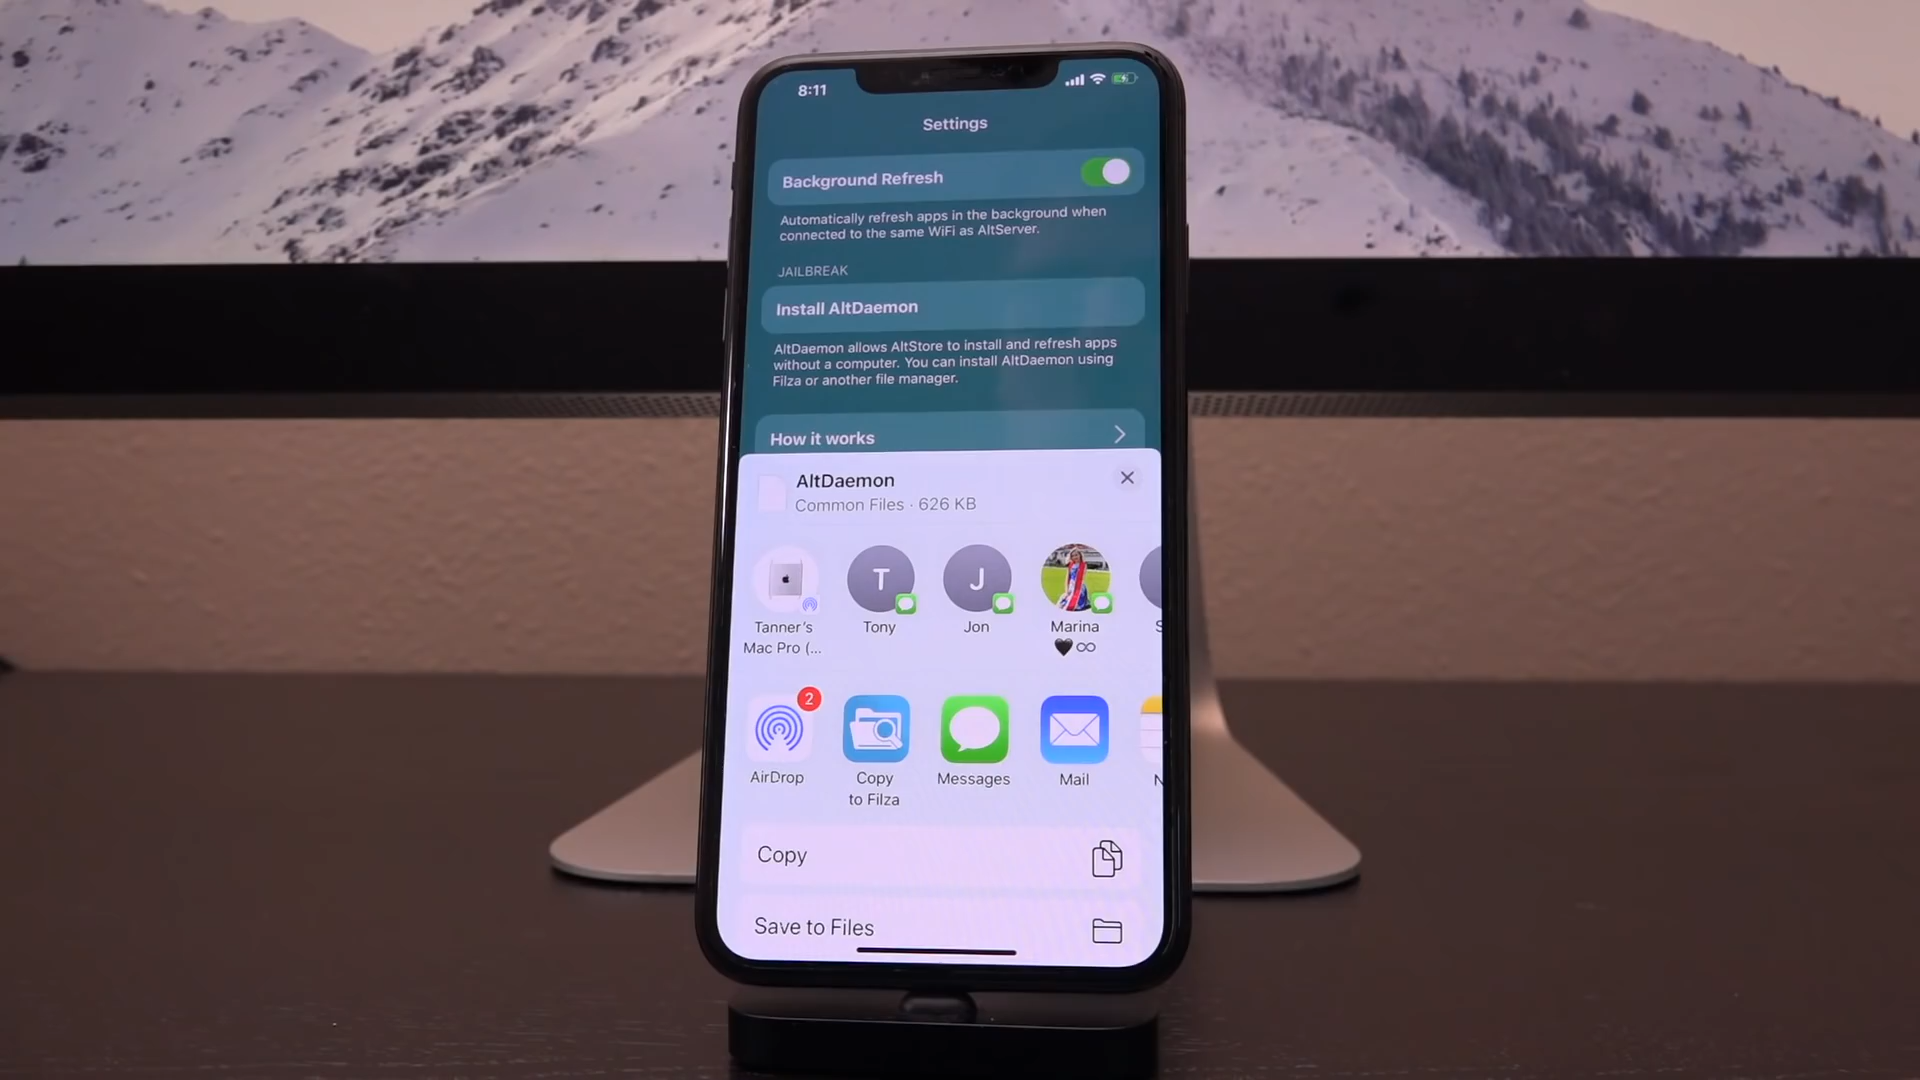 8:11
Settings
Background Refresh
Automatically refresh apps in the background when
connected to the same WiFi as AltServer.
JAILBREAK
Install AltDaemon
AltDaemon allows AltStore to install and refresh apps
without a computer. You can install AltDaemon using
Filza or another file manager.
How it works
AltDaemon
Common Files · 626 KB
T
J
Tanner's
Mac Pro (...
Tony
Jon
Marina
🖤∞
S
2
AirDrop
Copy
to Filza
Messages
Mail
N
Copy
Save to Files